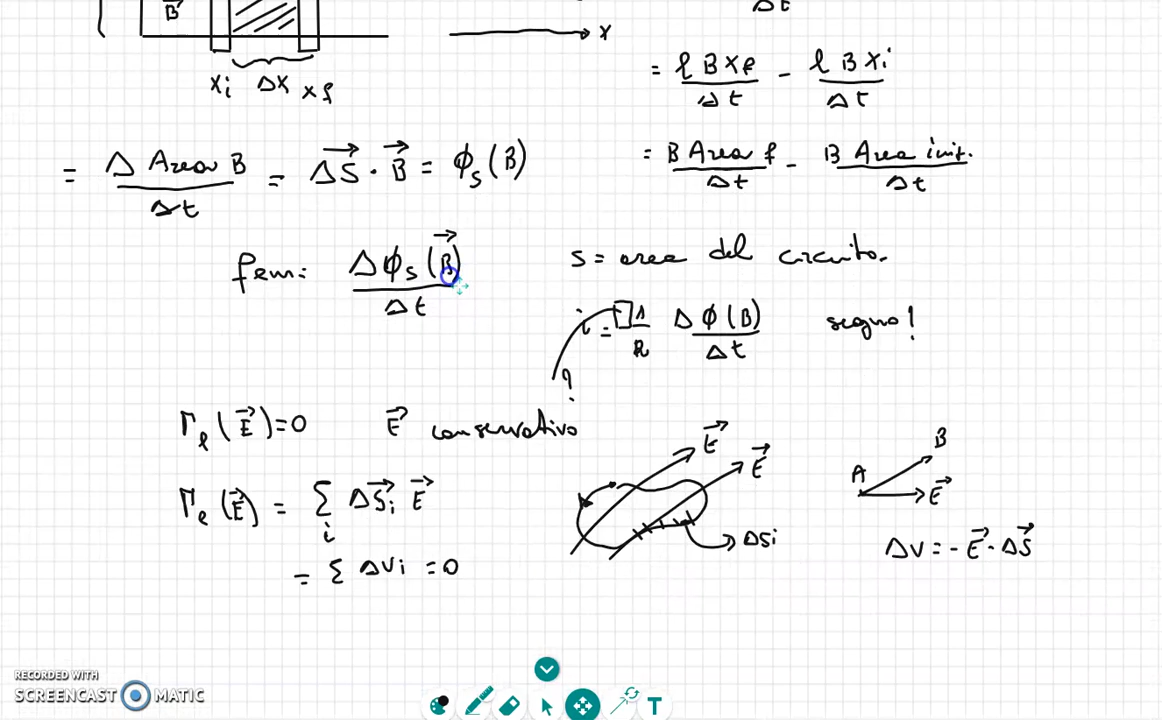 B⃗
Δt
x
xi Δx xf
= ℓ B xf / Δt - ℓ B xi / Δt
= Δ Area B / Δt = ΔS⃗ · B⃗ = ϕs (B)
= B Area f / Δt - B Area init. / Δt
fem: Δϕs (B⃗) / Δt
s = area del circuito.
i = 1 / R Δϕ(B) / Δt segno!
?
Γℓ (E⃗) = 0 E⃗ conservativo
E⃗
E⃗
A B E⃗
Γℓ (E⃗) = Σi ΔS⃗i E⃗
ΔSi
ΔV = - E⃗ · ΔS⃗
= Σ ΔVi = 0
RECORDED WITH
SCREENCAST MATIC
T